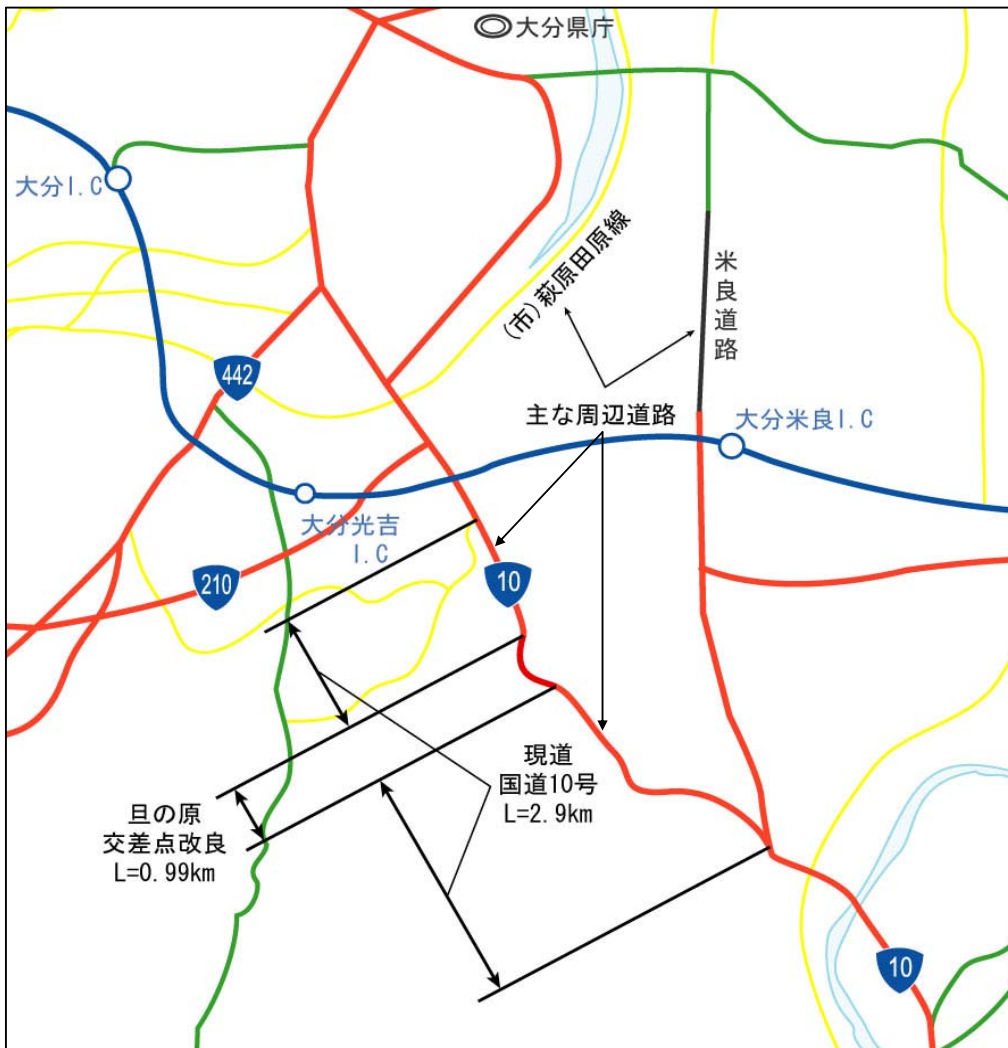 大分県庁
大分I.C
(市)萩原田原線
米良道路
442
主な周辺道路
大分米良I.C
大分光吉
I.C
210
10
現道
国道10号
L=2.9km
旦の原
交差点改良
L=0.99km
10